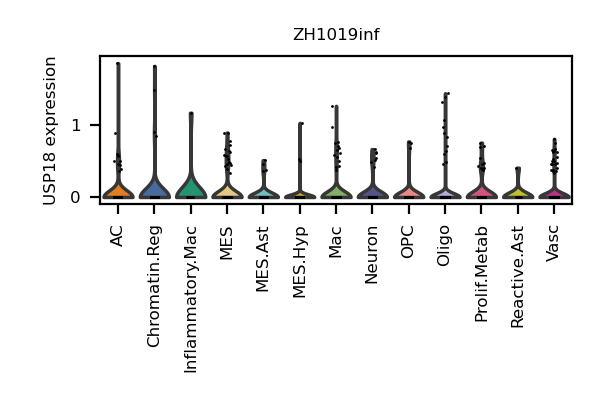 ZH1019inf
USP18 expression
1
0
AC
Chromatin.Reg
Inflammatory.Mac
MES
MES.Ast
MES.Hyp
Mac
Neuron
OPC
Oligo
Prolif.Metab
Reactive.Ast
Vasc